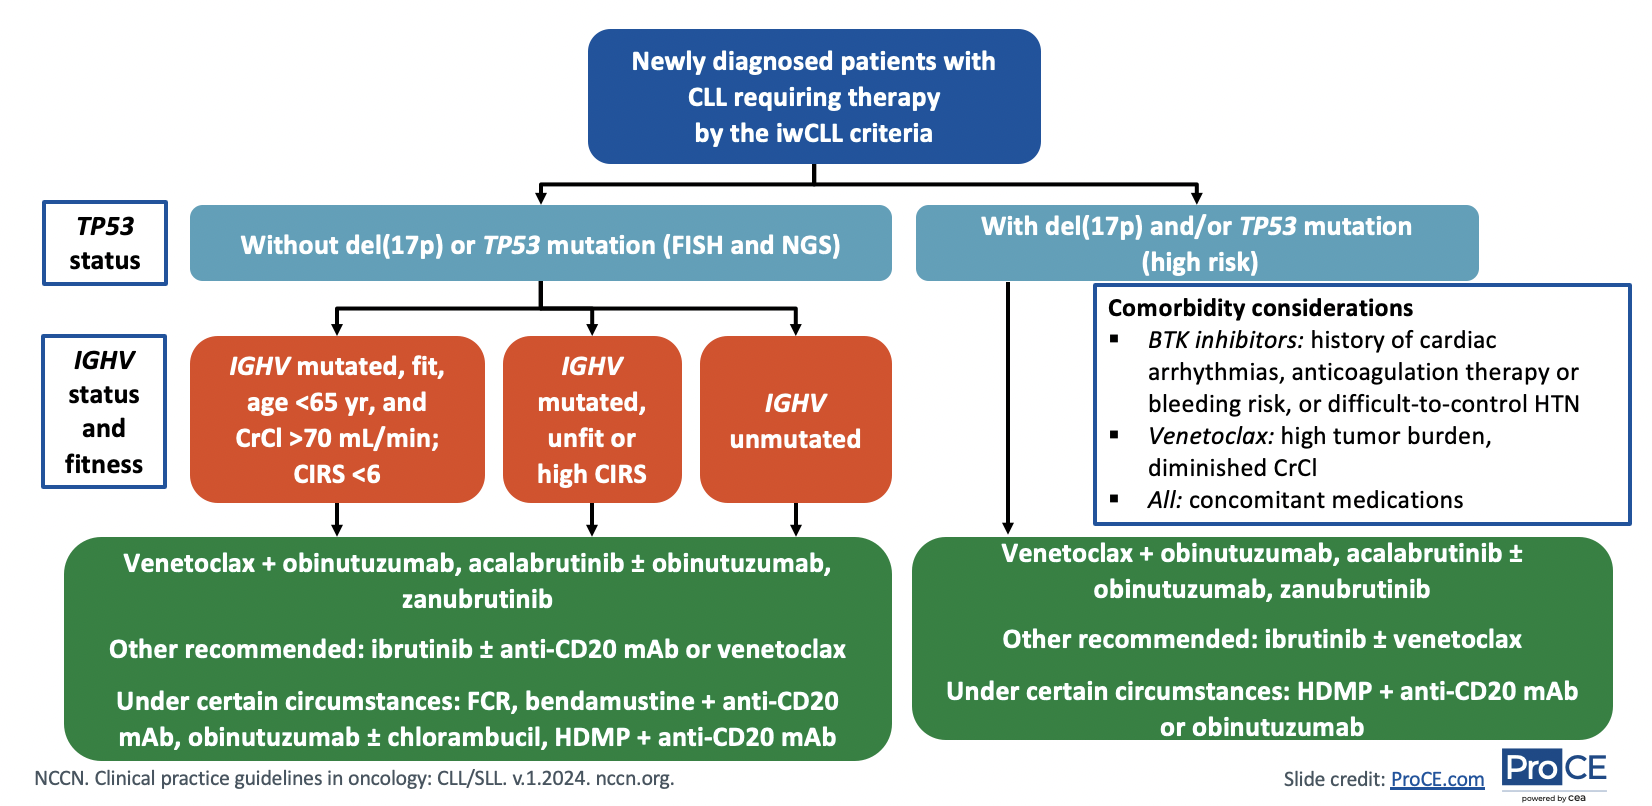 Newly diagnosed patients with
CLL requiring therapy
by the iwCLL criteria
TP53
status
Without del(17p) or TP53 mutation (FISH and NGS)
With del(17p) and/or TP53 mutation
(high risk)
IGHV
status
and
fitness
IGHV mutated, fit,
age <65 yr, and
CrCl >70 mL/min;
CIRS <6
IGHV
mutated,
unfit or
high CIRS
IGHV
unmutated
Comorbidity considerations
▪ BTK inhibitors: history of cardiac
arrhythmias, anticoagulation therapy or
bleeding risk, or difficult-to-control HTN
▪ Venetoclax: high tumor burden,
diminished CrCl
▪ All: concomitant medications
Venetoclax + obinutuzumab, acalabrutinib ± obinutuzumab,
zanubrutinib
Other recommended: ibrutinib ± anti-CD20 mAb or venetoclax
Under certain circumstances: FCR, bendamustine + anti-CD20
mAb, obinutuzumab ± chlorambucil, HDMP + anti-CD20 mAb
Venetoclax + obinutuzumab, acalabrutinib ±
obinutuzumab, zanubrutinib
Other recommended: ibrutinib ± venetoclax
Under certain circumstances: HDMP + anti-CD20 mAb
or obinutuzumab
NCCN. Clinical practice guidelines in oncology: CLL/SLL. v.1.2024. nccn.org.
Slide credit: ProCE.com
ProCE
powered by cea